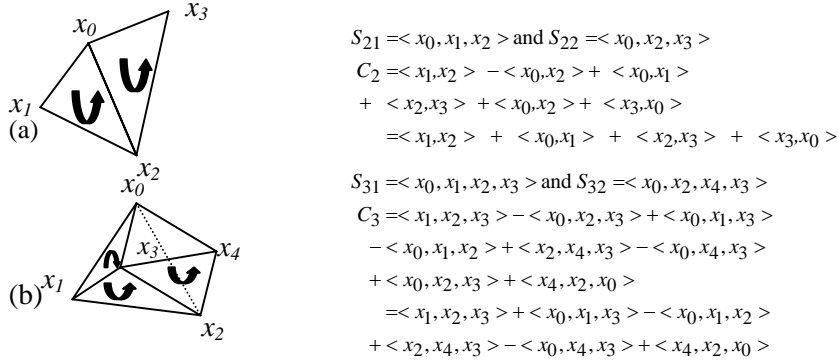 x0
x3
x1
(a)
x2
S21 =< x0, x1, x2 > and S22 =< x0, x2, x3 >
C2 =< x1,x2 > −< x0,x2 >+ < x0,x1 >
+ < x2,x3 > +< x0,x2 >+ < x3,x0 >
=< x1,x2 > + < x0,x1 > + < x2,x3 > + < x3,x0 >
x0
x3
x4
x1
(b)
x2
S31 =< x0, x1, x2, x3 > and S32 =< x0, x2, x4, x3 >
C3 =< x1, x2, x3 > −< x0, x2, x3 > +< x0, x1, x3 >
−< x0, x1, x2 > +< x2, x4, x3 > −< x0, x4, x3 >
+< x0, x2, x3 > +< x4, x2, x0 >
=< x1, x2, x3 > +< x0, x1, x3 > −< x0, x1, x2 >
+< x2, x4, x3 > −< x0, x4, x3 > +< x4, x2, x0 >